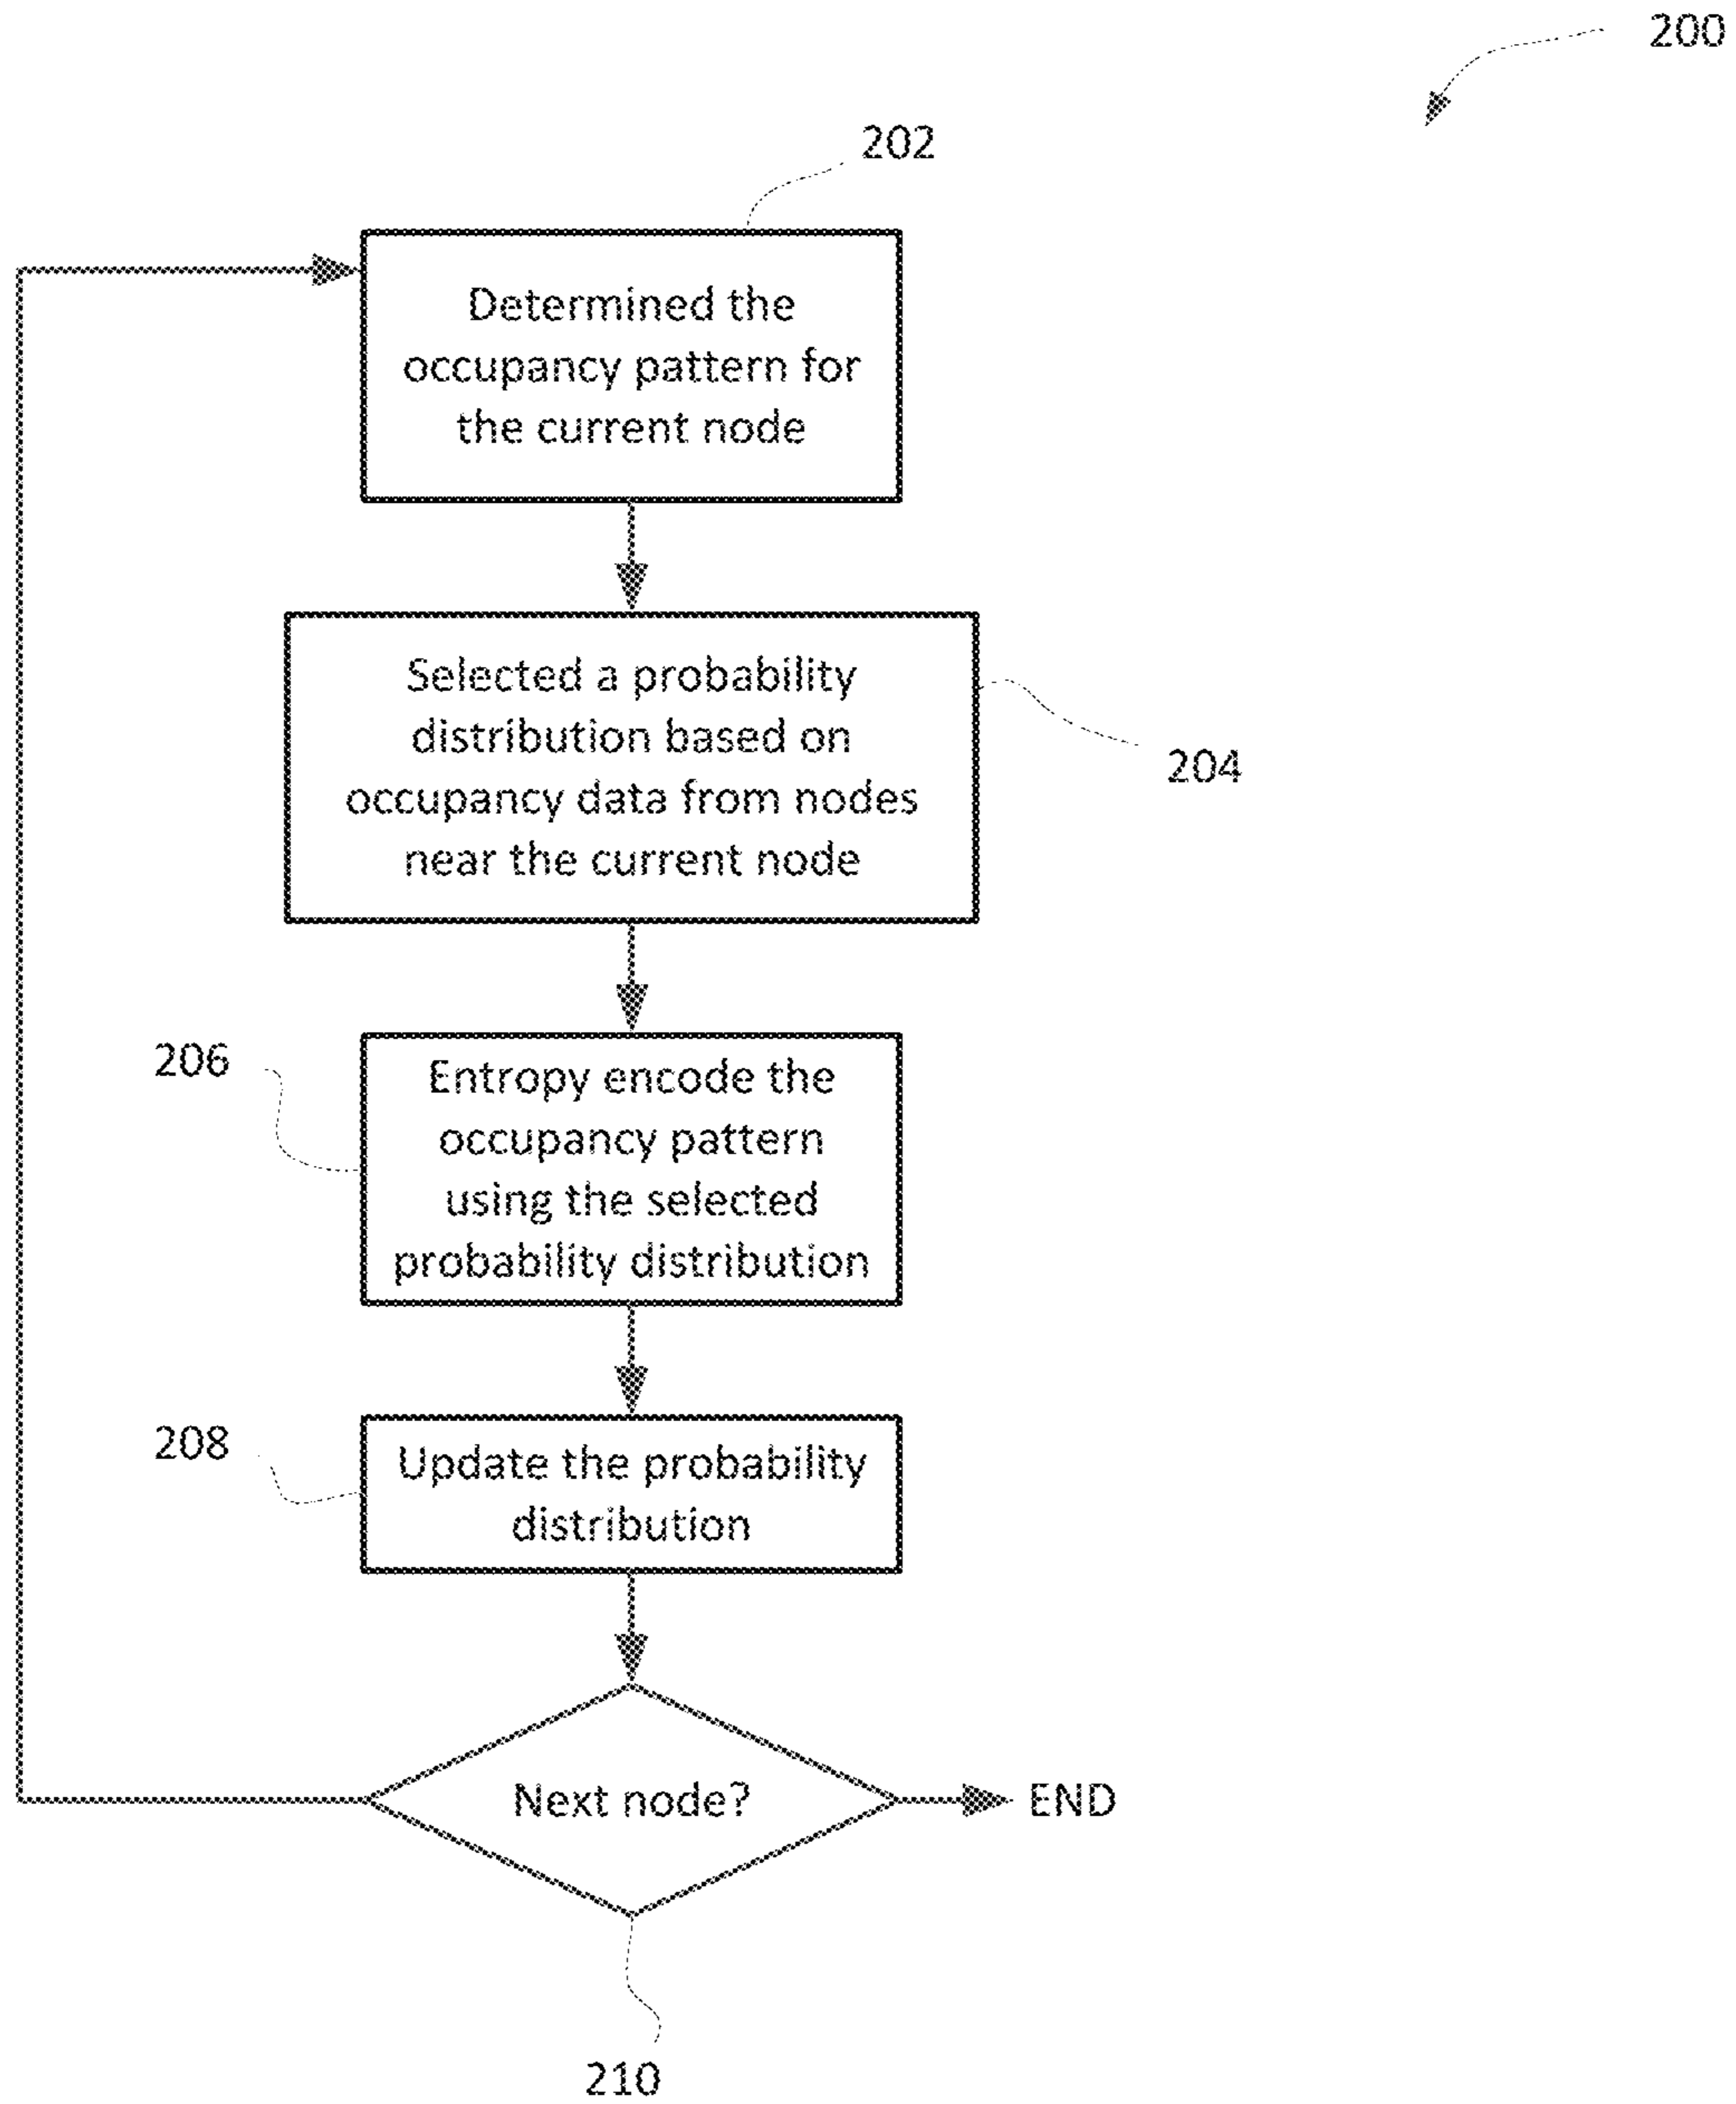 200
202
Determined the
occupancy pattern for
the current node
Selected a probability
distribution based on
occupancy data from nodes
near the current node
204
206
Entropy encode the
occupancy pattern
using the selected
probability distribution
208
Update the probability
distribution
Next node?
END
210